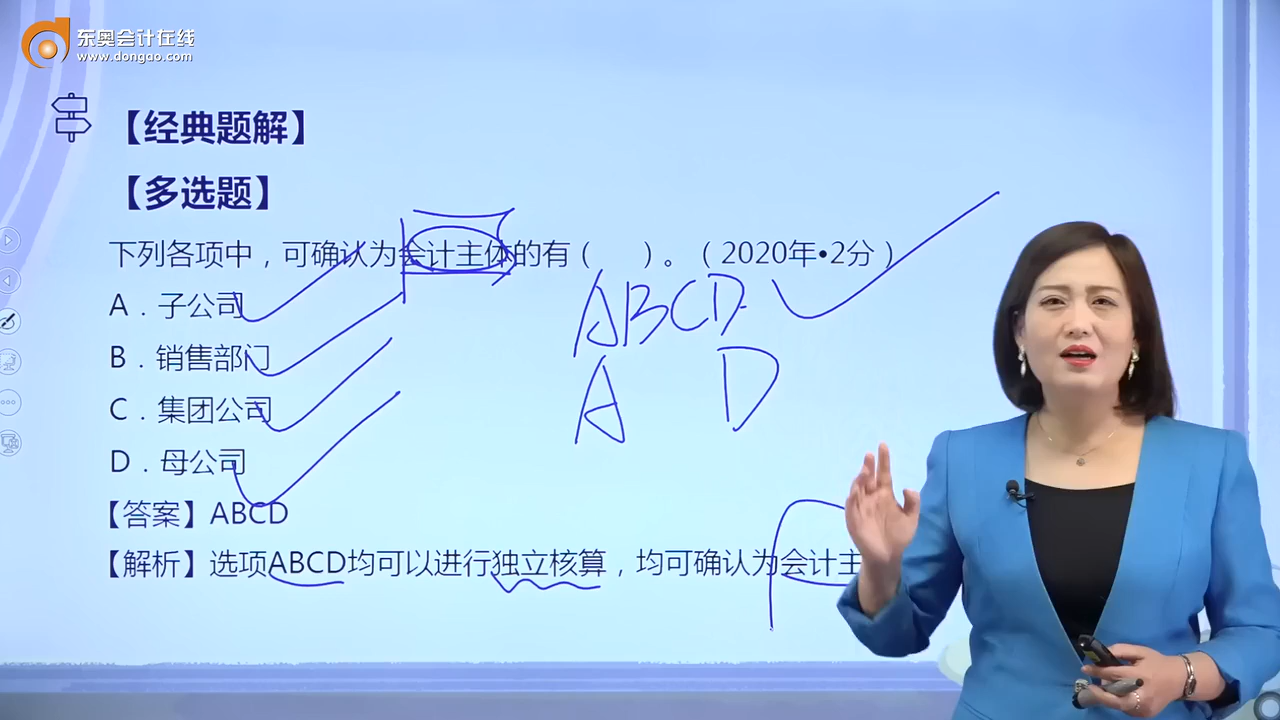 东奥会计在线
www.dongao.com
【经典题解】
【多选题】
下列各项中，可确认为会计主体的有（　　）。（2020年•2分）
A．子公司
ABCD
B．销售部门
A D
C．集团公司
D．母公司
【答案】ABCD
【解析】选项ABCD均可以进行独立核算，均可确认为会计主